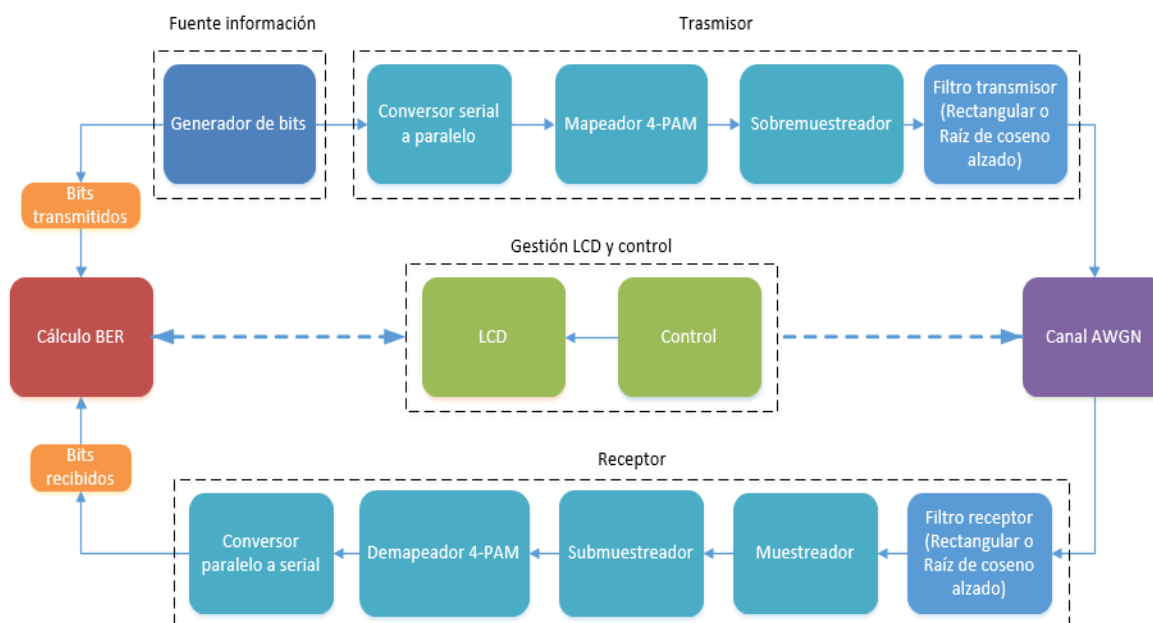 Fuente información
Trasmisor
Generador de bits
Conversor serial
a paralelo
Mapeador 4-PAM
Sobremuestreador
Filtro transmisor
(Rectangular o
Raíz de coseno
alzado)
Bits
transmitidos
Gestión LCD y control
Cálculo BER
LCD
Control
Canal AWGN
Bits
recibidos
Receptor
Conversor
paralelo a serial
Demapeador 4-PAM
Submuestreador
Muestreador
Filtro receptor
(Rectangular o
Raíz de coseno
alzado)